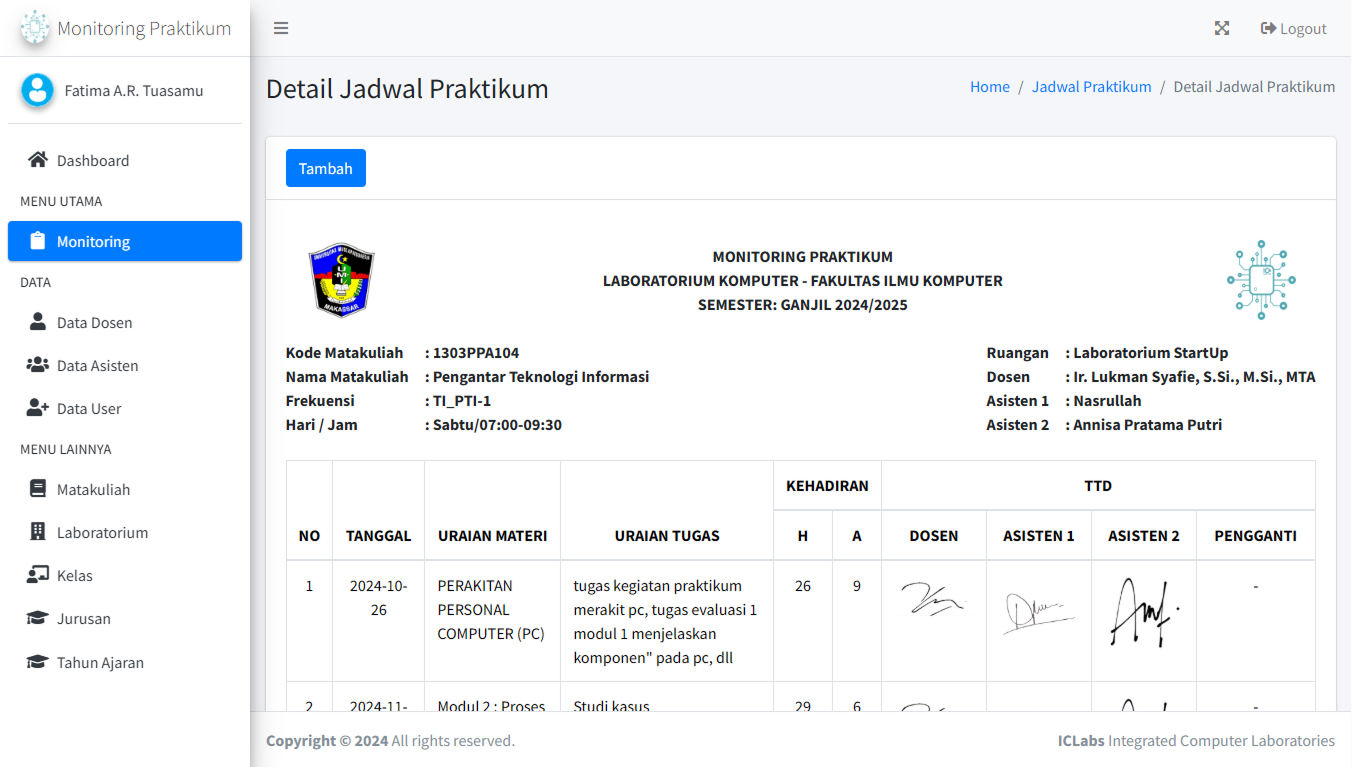 Monitoring Praktikum
Logout
Fatima A.R. Tuasamu
Detail Jadwal Praktikum
Home / Jadwal Praktikum / Detail Jadwal Praktikum
Dashboard
MENU UTAMA
Monitoring
DATA
Data Dosen
Data Asisten
Data User
MENU LAINNYA
Matakuliah
Laboratorium
Kelas
Jurusan
Tahun Ajaran
Tambah
MAKASSAR
MONITORING PRAKTIKUM
LABORATORIUM KOMPUTER - FAKULTAS ILMU KOMPUTER
SEMESTER: GANJIL 2024/2025
Kode Matakuliah : 1303PPA104
Nama Matakuliah : Pengantar Teknologi Informasi
Frekuensi : TI_PTI-1
Hari / Jam : Sabtu/07:00-09:30
Ruangan : Laboratorium StartUp
Dosen : Ir. Lukman Syafie, S.Si., M.Si., MTA
Asisten 1 : Nasrullah
Asisten 2 : Annisa Pratama Putri
KEHADIRAN TTD
NO TANGGAL URAIAN MATERI URAIAN TUGAS H A DOSEN ASISTEN 1 ASISTEN 2 PENGGANTI
1 2024-10- PERAKITAN tugas kegiatan praktikum 26 9 -
26 PERSONAL merakit pc, tugas evaluasi 1
COMPUTER (PC) modul 1 menjelaskan
komponen" pada pc, dll
2 2024-11- Modul 2 : Proses Studi kasus 29 6 -
Copyright © 2024 All rights reserved.
ICLabs Integrated Computer Laboratories